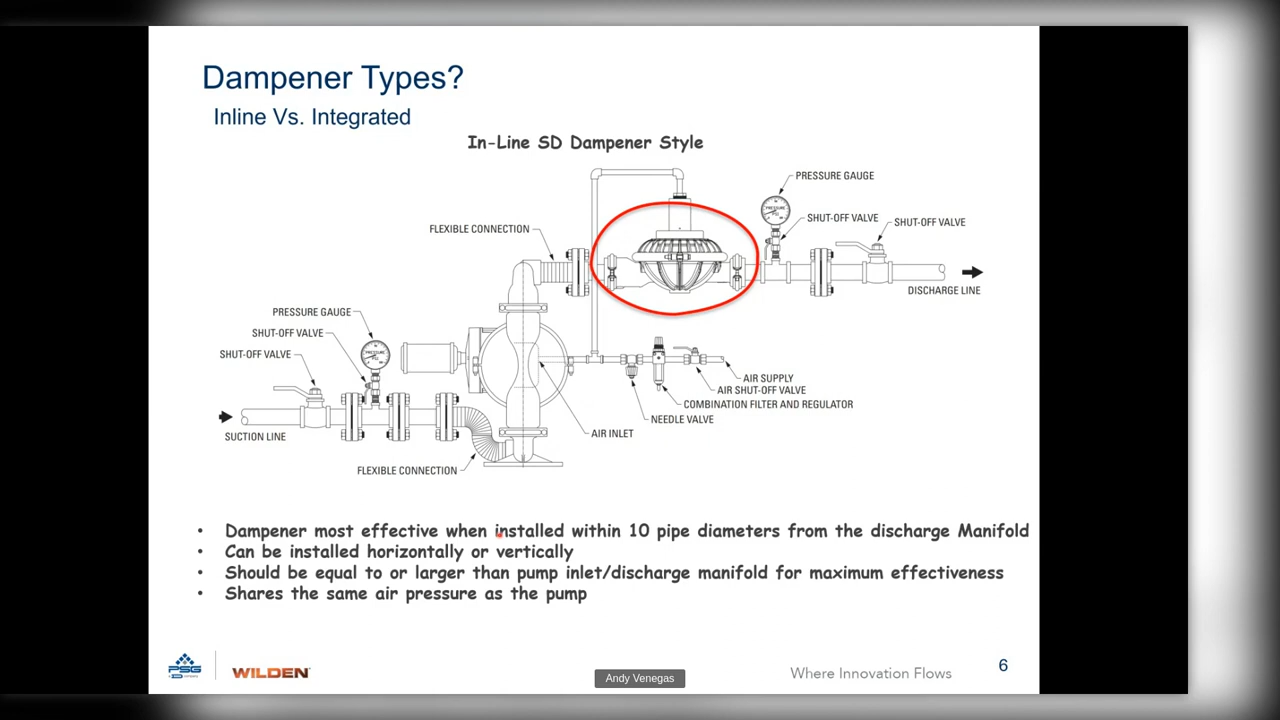 Dampener Types?
Inline Vs. Integrated
In-Line SD Dampener Style
PRESSURE GAUGE
SHUT-OFF VALVE
SHUT-OFF VALVE
FLEXIBLE CONNECTION
PRESSURE
PSI
DISCHARGE LINE
PRESSURE GAUGE
SHUT-OFF VALVE
SHUT-OFF VALVE
PRESSURE
PSI
AIR SUPPLY
AIR SHUT-OFF VALVE
COMBINATION FILTER AND REGULATOR
NEEDLE VALVE
AIR INLET
SUCTION LINE
FLEXIBLE CONNECTION
• Dampener most effective when installed within 10 pipe diameters from the discharge Manifold
• Can be installed horizontally or vertically
• Should be equal to or larger than pump inlet/discharge manifold for maximum effectiveness
• Shares the same air pressure as the pump
PSG
WILDEN
Andy Venegas
Where Innovation Flows
6